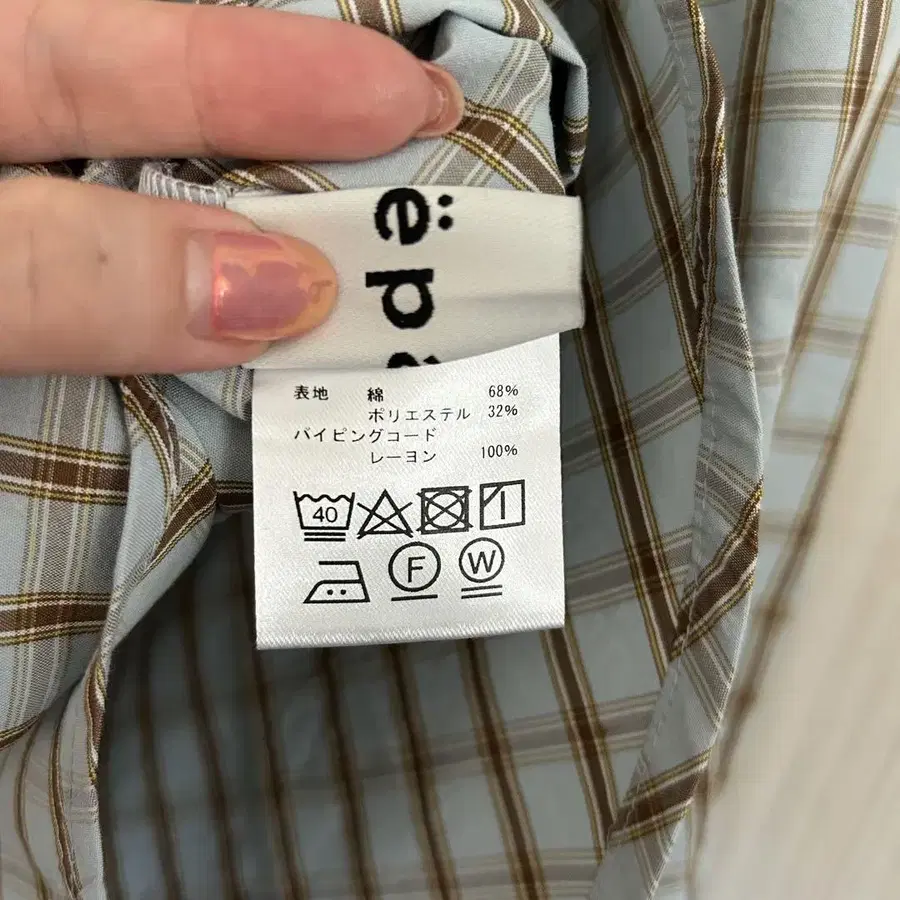 ëpa
表地 綿 68%
ポリエステル 32%
パイピングコード
レーヨン 100%
40
F W